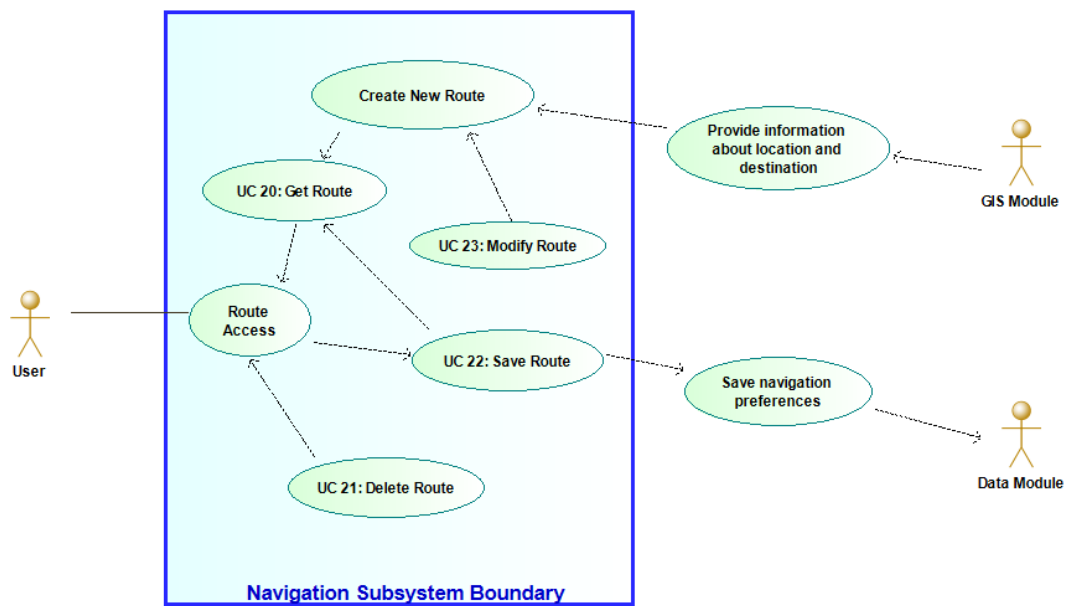 Create New Route
Provide information
about location and
destination
GIS Module
UC 20: Get Route
UC 23: Modify Route
Route
Access
User
UC 22: Save Route
Save navigation
preferences
Data Module
UC 21: Delete Route
Navigation Subsystem Boundary